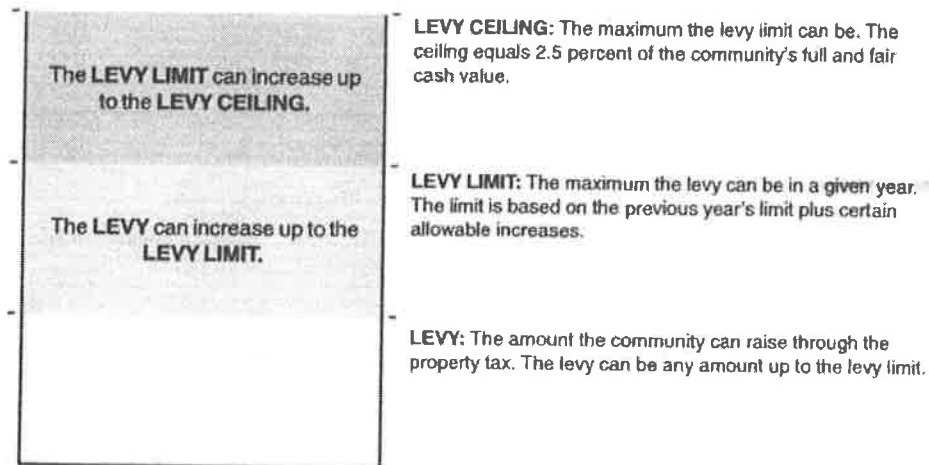 The LEVY LIMIT can increase up
to the LEVY CEILING.
LEVY CEILING: The maximum the levy limit can be. The
ceiling equals 2.5 percent of the community's full and fair
cash value.
The LEVY can increase up to the
LEVY LIMIT.
LEVY LIMIT: The maximum the levy can be in a given year.
The limit is based on the previous year's limit plus certain
allowable increases.
LEVY: The amount the community can raise through the
property tax. The levy can be any amount up to the levy limit.